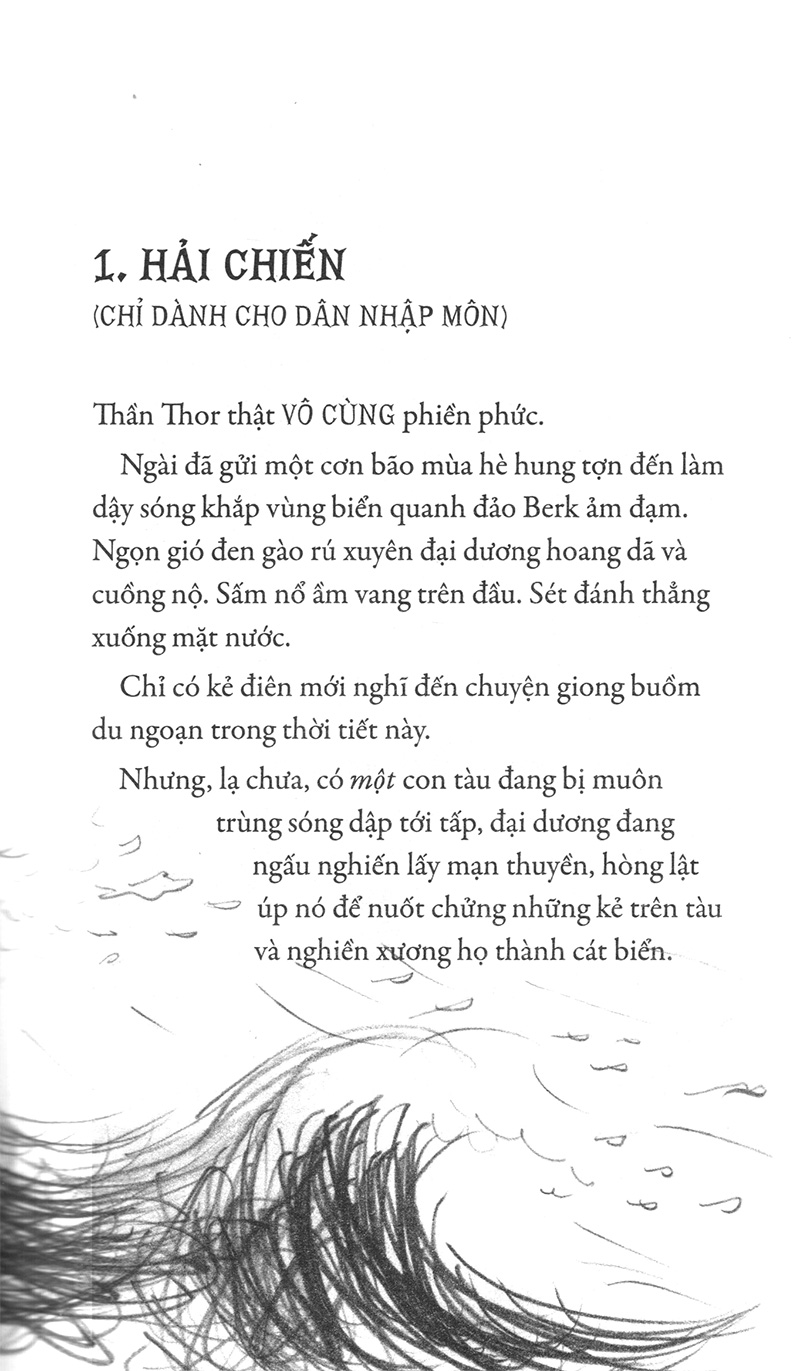 1. HẢI CHIẾN
(CHỈ DÀNH CHO DÂN NHẬP MÔN)
Thần Thor thật VÔ CÙNG phiền phức.
Ngài đã gửi một cơn bão mùa hè hung tợn đến làm
dậy sóng khắp vùng biển quanh đảo Berk ảm đạm.
Ngọn gió đen gào rú xuyên đại dương hoang dã và
cuồng nộ. Sấm nổ ầm vang trên đầu. Sét đánh thẳng
xuống mặt nước.
Chỉ có kẻ điên mới nghĩ đến chuyện giong buồm
du ngoạn trong thời tiết này.
Nhưng, lạ chưa, có một con tàu đang bị muôn
trùng sóng dập tới tấp, đại dương đang
ngấu nghiến lấy mạn thuyền, hòng lật
úp nó để nuốt chửng những kẻ trên tàu
và nghiền xương họ thành cát biển.